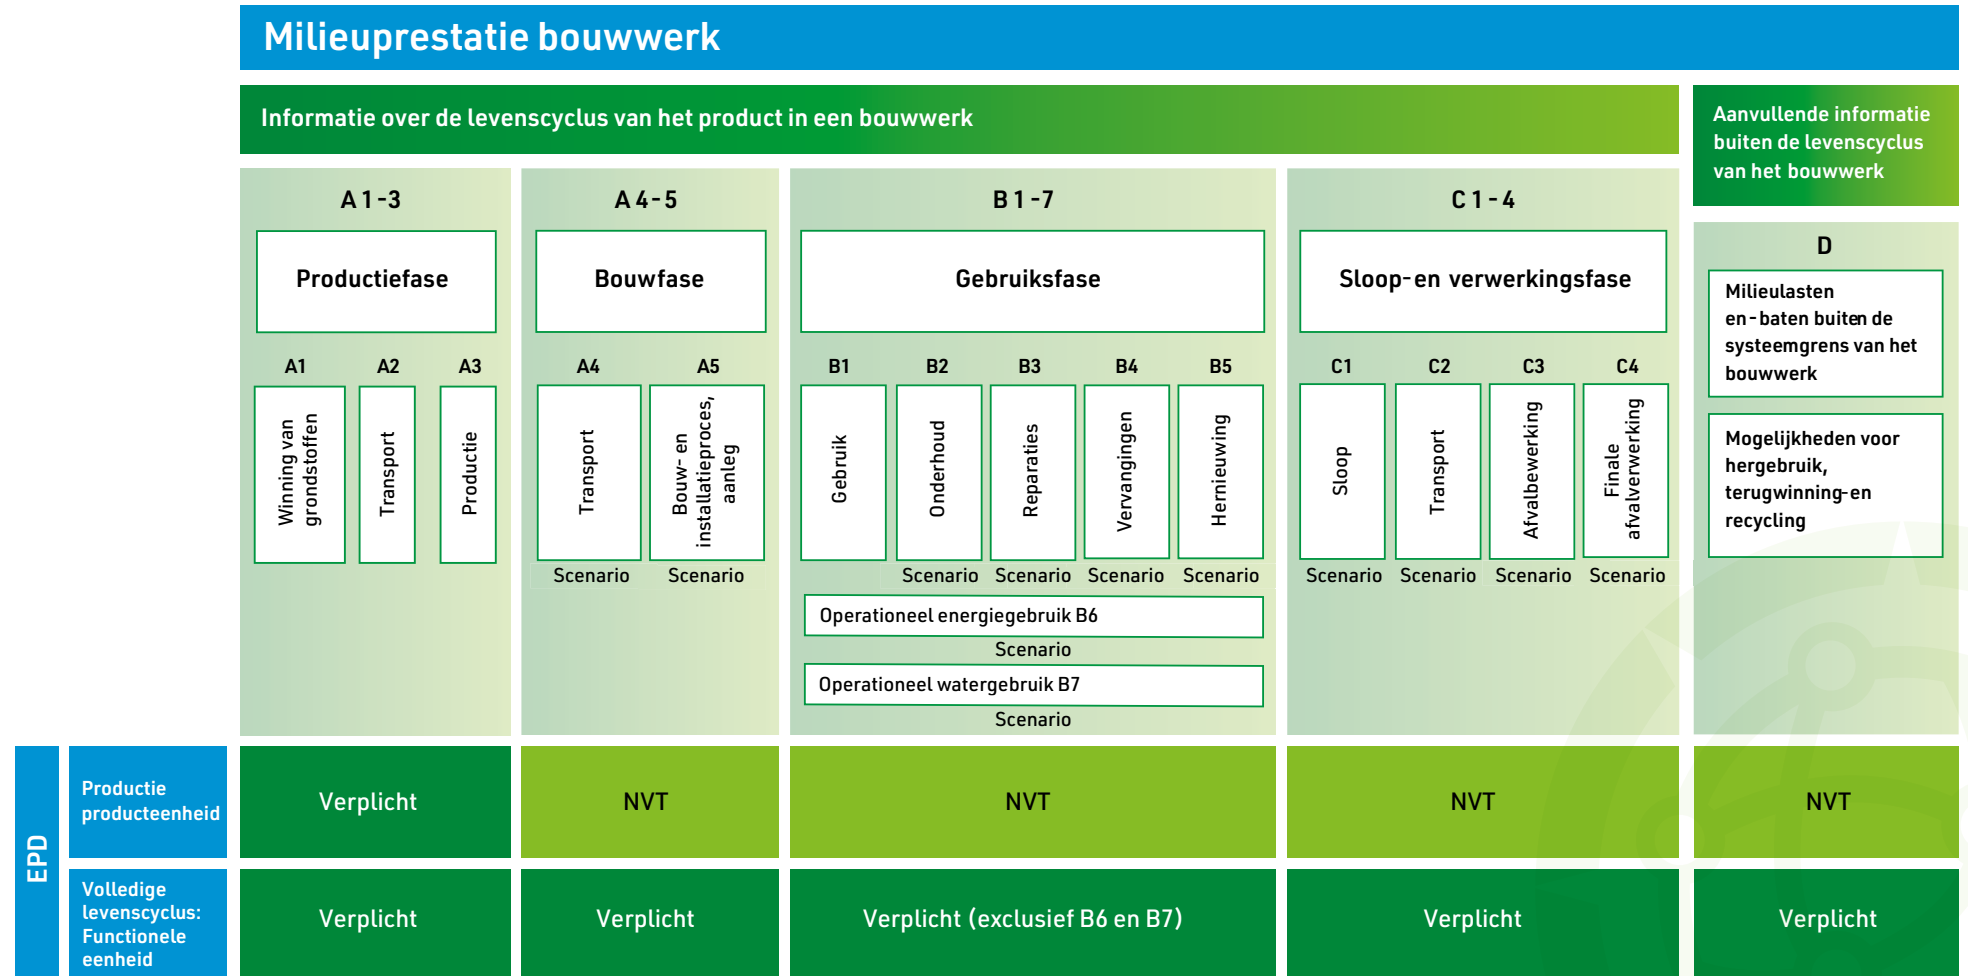 Milieuprestatie bouwwerk
Informatie over de levenscyclus van het product in een bouwwerk
Aanvullende informatie
buiten de levenscyclus
van het bouwwerk
A 1-3
Productiefase
A1
A2
A3
Winning van
grondstoffen
Transport
Productie
A 4-5
Bouwfase
A4
A5
Transport
Bouw- en
installatieproces,
aanleg
Scenario
Scenario
B 1-7
Gebruiksfase
B1
B2
B3
B4
B5
Gebruik
Onderhoud
Reparaties
Vervangingen
Hernieuwing
Scenario
Scenario
Scenario
Scenario
Operationeel energiegebruik B6
Scenario
Operationeel watergebruik B7
Scenario
C 1-4
Sloop-en verwerkingsfase
C1
C2
C3
C4
Sloop
Transport
Afvalbewerking
Finale
afvalverwerking
Scenario
Scenario
Scenario
Scenario
D
Milieulasten
en-baten buiten de
systeemgrens van het
bouwwerk
Mogelijkheden voor
hergebruik,
terugwinning-en
recycling
EPD
Productie
producteenheid
Verplicht
NVT
NVT
NVT
NVT
Volledige
levenscyclus:
Functionele
eenheid
Verplicht
Verplicht
Verplicht (exclusief B6 en B7)
Verplicht
Verplicht